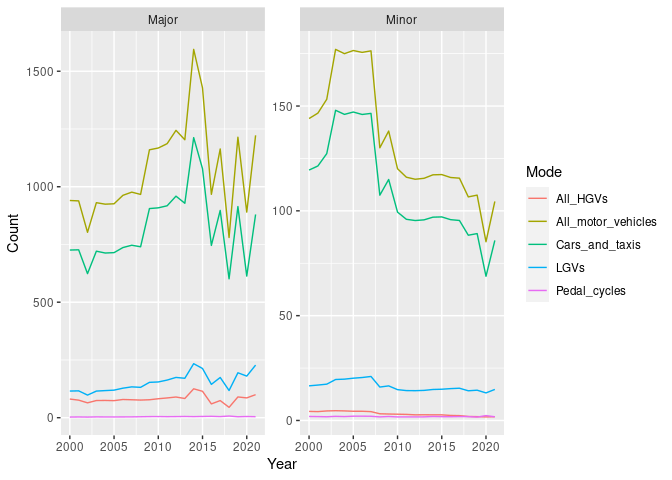 Major
Minor
1500
1000
500
0
150
100
50
0
2000
2005
2010
2015
2020
2000
2005
2010
2015
2020
Year
Count
Mode
All_HGVs
All_motor_vehicles
Cars_and_taxis
LGVs
Pedal_cycles